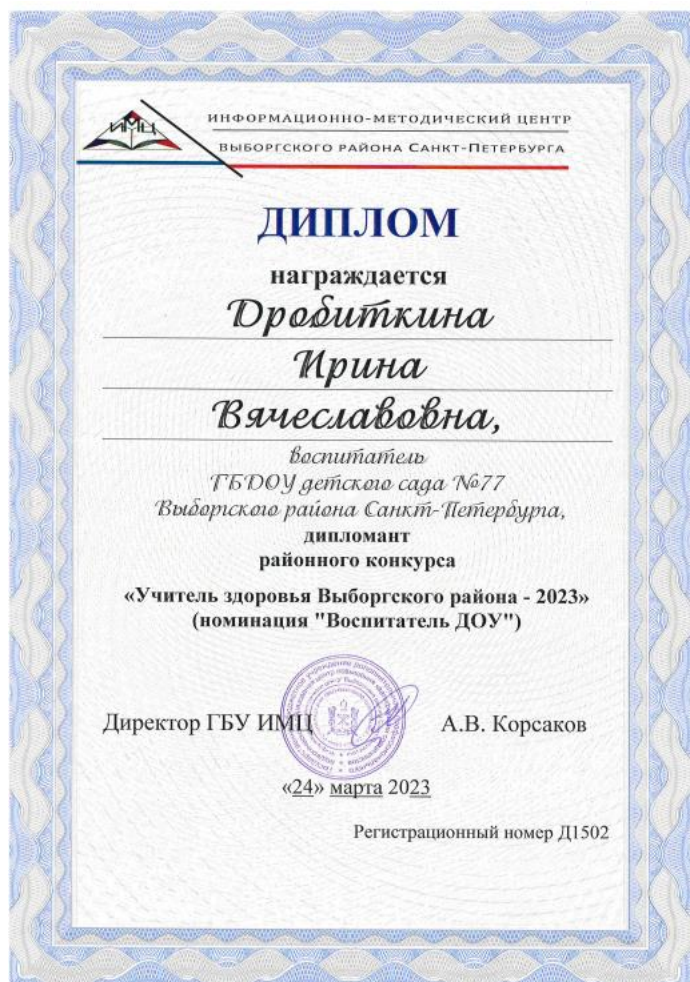 ИМЦ
ИНФОРМАЦИОННО-МЕТОДИЧЕСКИЙ ЦЕНТР
ВЫБОРГСКОГО РАЙОНА САНКТ-ПЕТЕРБУРГА
ДИПЛОМ
награждается
Дробиткина
Ирина
Вячеславовна,
воспитатель
ГБДОУ детского сада №77
Выборгского района Санкт-Петербурга,
дипломант
районного конкурса
«Учитель здоровья Выборгского района - 2023»
(номинация "Воспитатель ДОУ")
Директор ГБУ ИМЦ А.В. Корсаков
«24» марта 2023
Регистрационный номер Д1502